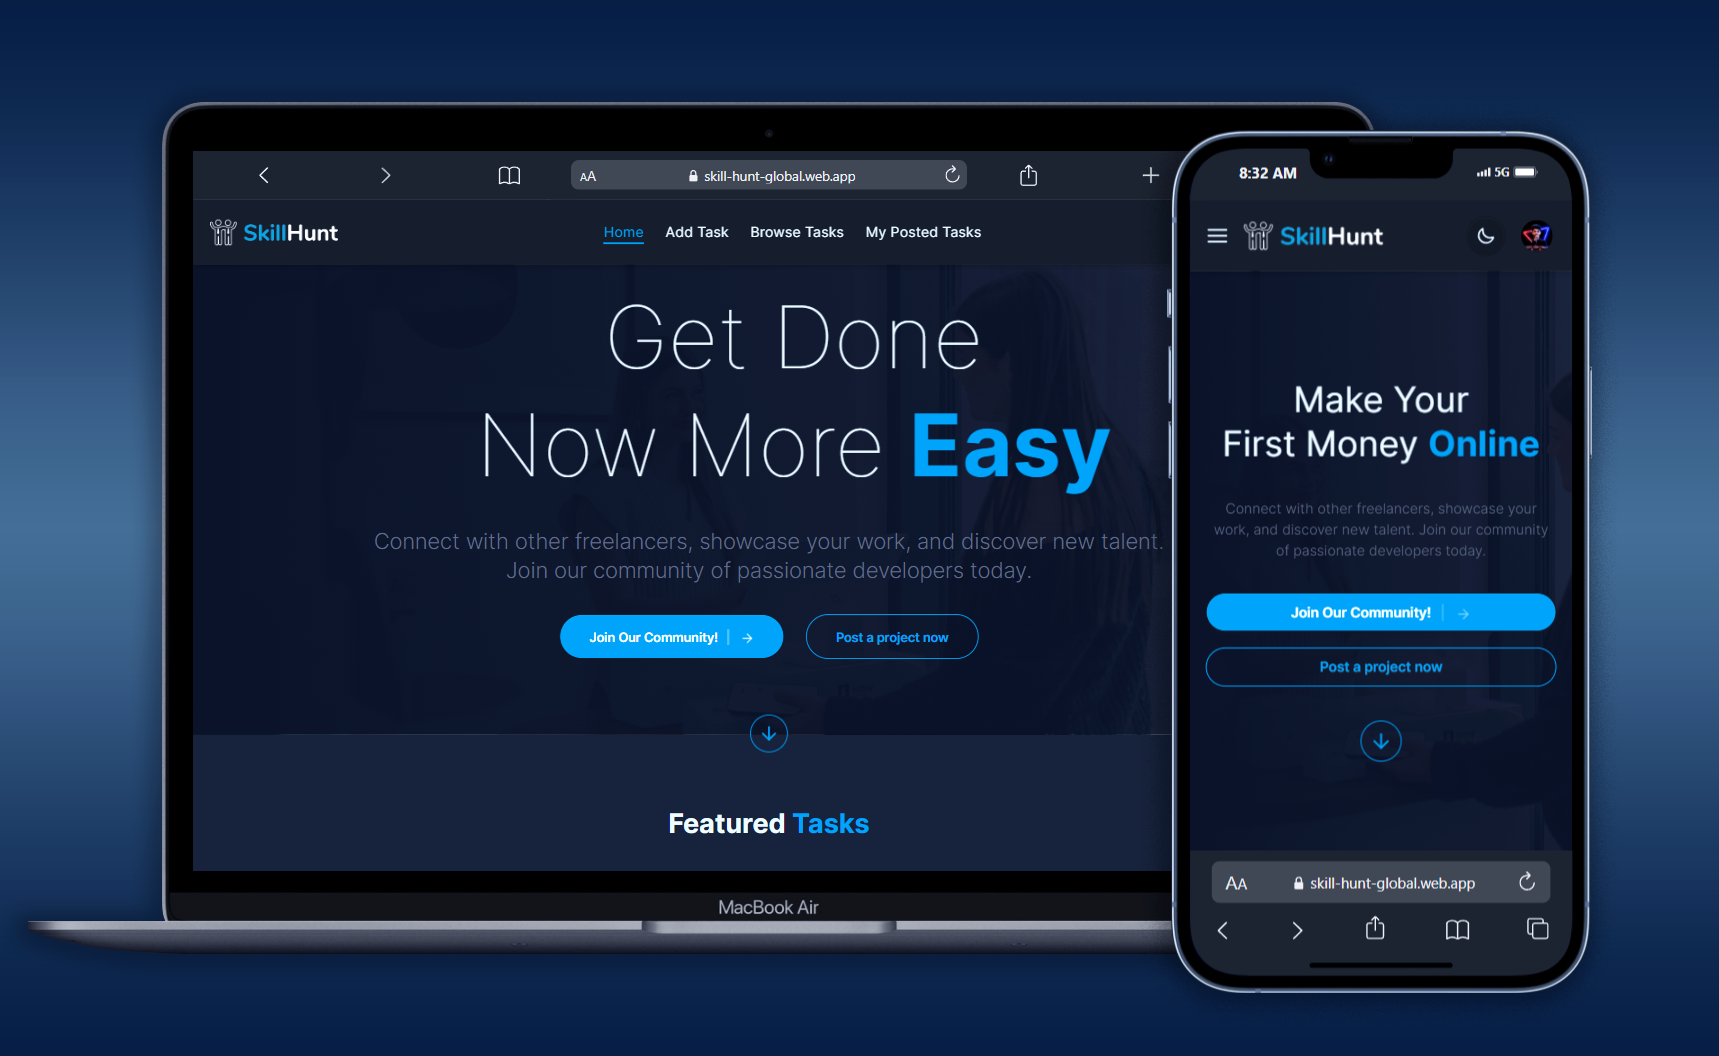 AA skill-hunt-global.web.app
SkillHunt
Home Add Task Browse Tasks My Posted Tasks
Get Done
Now More Easy
Connect with other freelancers, showcase your work, and discover new talent.
Join our community of passionate developers today.
Join Our Community!
Post a project now
Featured Tasks
MacBook Air
8:32 AM
5G
SkillHunt
Make Your
First Money Online
Connect with other freelancers, showcase your
work, and discover new talent. Join our community
of passionate developers today.
Join Our Community!
Post a project now
AA skill-hunt-global.web.app